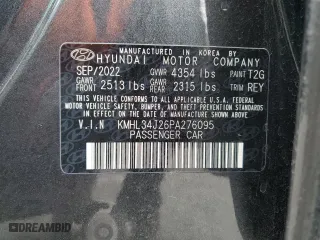 MANUFACTURED IN KOREA BY
HYUNDAI MOTOR COMPANY
SEP/2022 GVWR 4354 lbs PAINT T2G
GAWR FRONT 2513 lbs GAWR REAR 2315 lbs TRIM REY
THIS VEHICLE CONFORMS TO ALL APPLICABLE
FEDERAL MOTOR VEHICLE SAFETY, BUMPER, AND
THEFT PREVENTION STANDARDS IN EFFECT ON
THE DATE OF MANUFACTURE SHOWN ABOVE.
V.I.N KMHL34J26PA276095
PASSENGER CAR